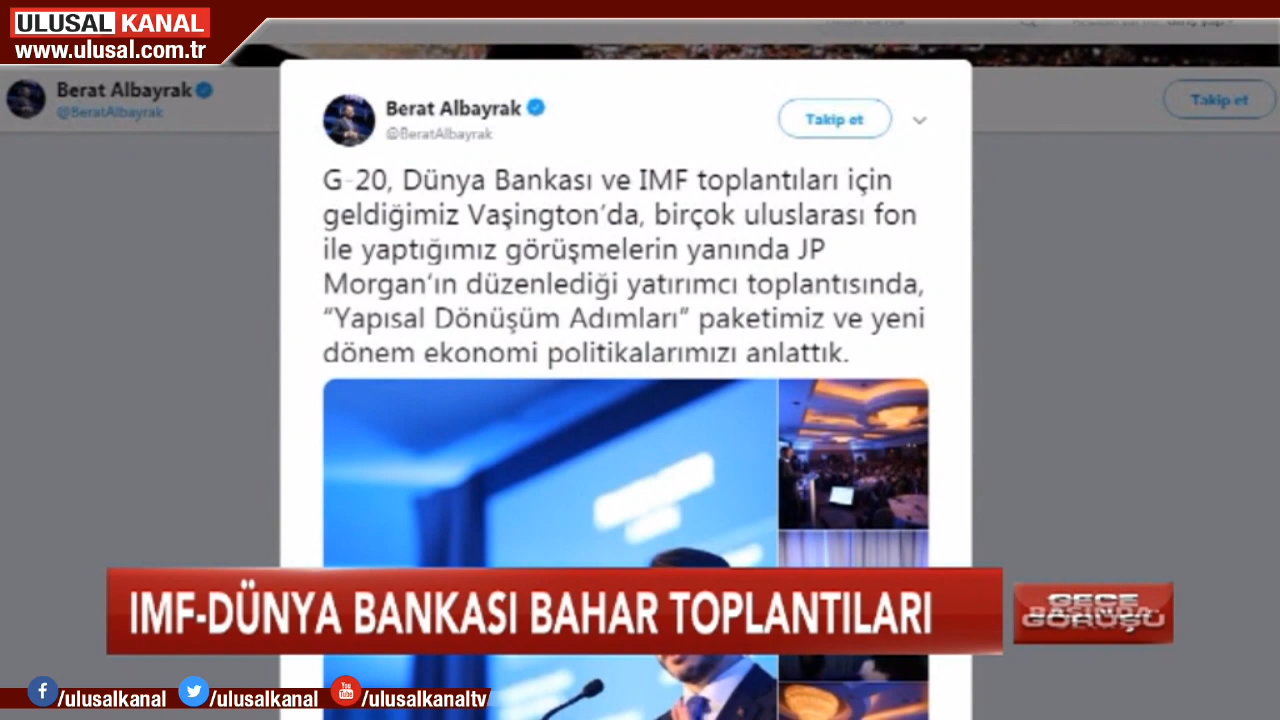 ULUSAL KANAL
www.ulusal.com.tr
Berat Albayrak
@BeratAlbayrak
Takip et
Berat Albayrak
@BeratAlbayrak
Takip et
G-20, Dünya Bankası ve IMF toplantıları için
geldiğimiz Vaşington'da, birçok uluslarası fon
ile yaptığımız görüşmelerin yanında JP
Morgan'ın düzenlediği yatırımcı toplantısında,
"Yapısal Dönüşüm Adımları" paketimiz ve yeni
dönem ekonomi politikalarımızı anlattık.
IMF-DÜNYA BANKASI BAHAR TOPLANTILARI
GECE
GÖRÜŞÜ
/ulusalkanal
/ulusalkanal
You Tube
/ulusalkanaltv